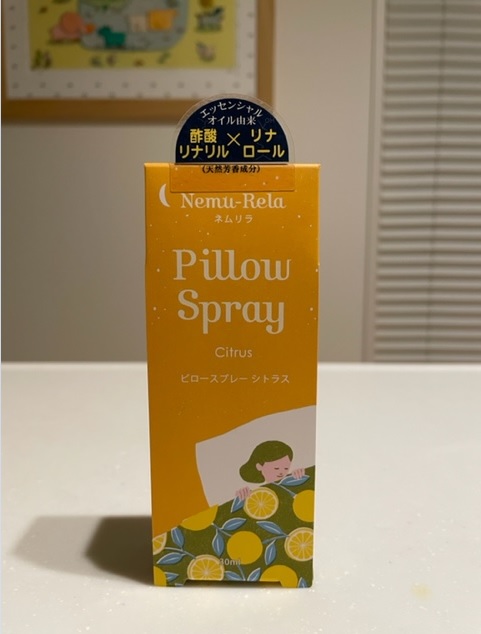 エッセンシャル
オイル由来
酢酸 リナリル × リナ ロール
(天然芳香成分)
Nemu-Rela
ネムリラ
Pillow
Spray
Citrus
ピロースプレー シトラス